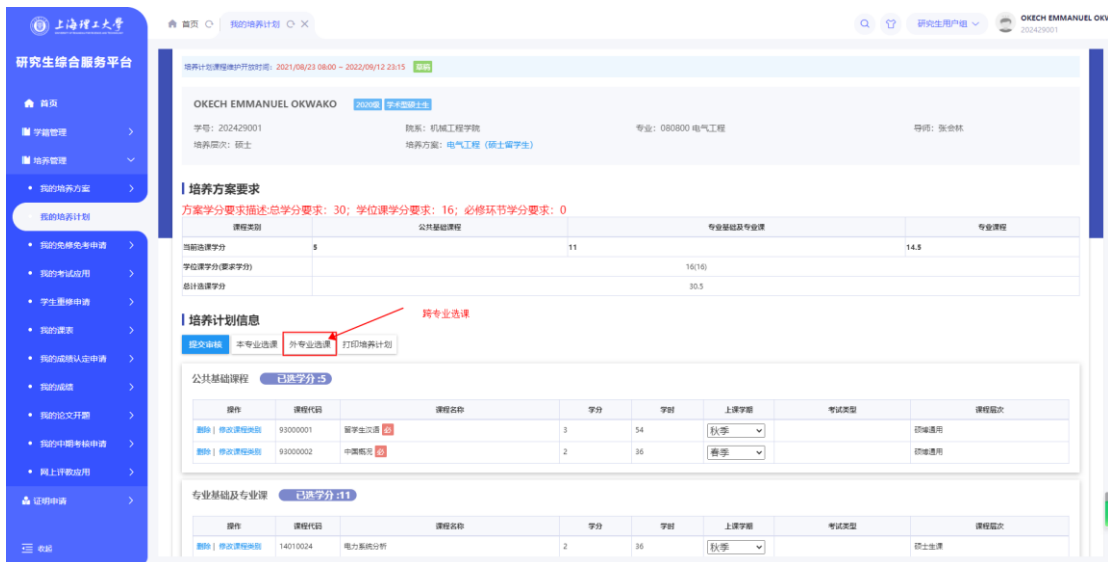 上海理工大学
首页
我的培养计划
研究生用户组
OKECH EMMANUEL OKW
202429001
研究生综合服务平台
首页
学籍管理
培养管理
我的培养方案
我的培养计划
我的免修免考申请
我的考试应用
学生重修申请
我的课表
我的成绩认定申请
我的成绩
我的论文开题
我的中期考核申请
网上评教应用
证明申请
收起
培养计划课程维护开放时间：2021/08/23 08:00 ~ 2022/09/12 23:15 草稿
OKECH EMMANUEL OKWAKO 2020级 学术型硕士生
学号：202429001 院系：机械工程学院 专业：080800 电气工程 导师：张会林
培养层次：硕士 培养方案：电气工程（硕士留学生）
培养方案要求
方案学分要求描述:总学分要求：30；学位课学分要求：16；必修环节学分要求：0
课程类别 公共基础课程 专业基础及专业课 专业课程
当前选课学分 5 11 14.5
学位课学分(要求学分) 16(16)
总计选课学分 30.5
跨专业选课
培养计划信息
提交审核 本专业选课 外专业选课 打印培养计划
公共基础课程 已选学分 :5
操作 课程代码 课程名称 学分 学时 上课学期 考试类型 课程层次
删除 | 修改课程类别 93000001 留学生汉语 必 3 54 秋季 硕博通用
删除 | 修改课程类别 93000002 中国概况 必 2 36 春季 硕博通用
专业基础及专业课 已选学分 :11
操作 课程代码 课程名称 学分 学时 上课学期 考试类型 课程层次
删除 | 修改课程类别 14010024 电力系统分析 2 36 秋季 硕士生课